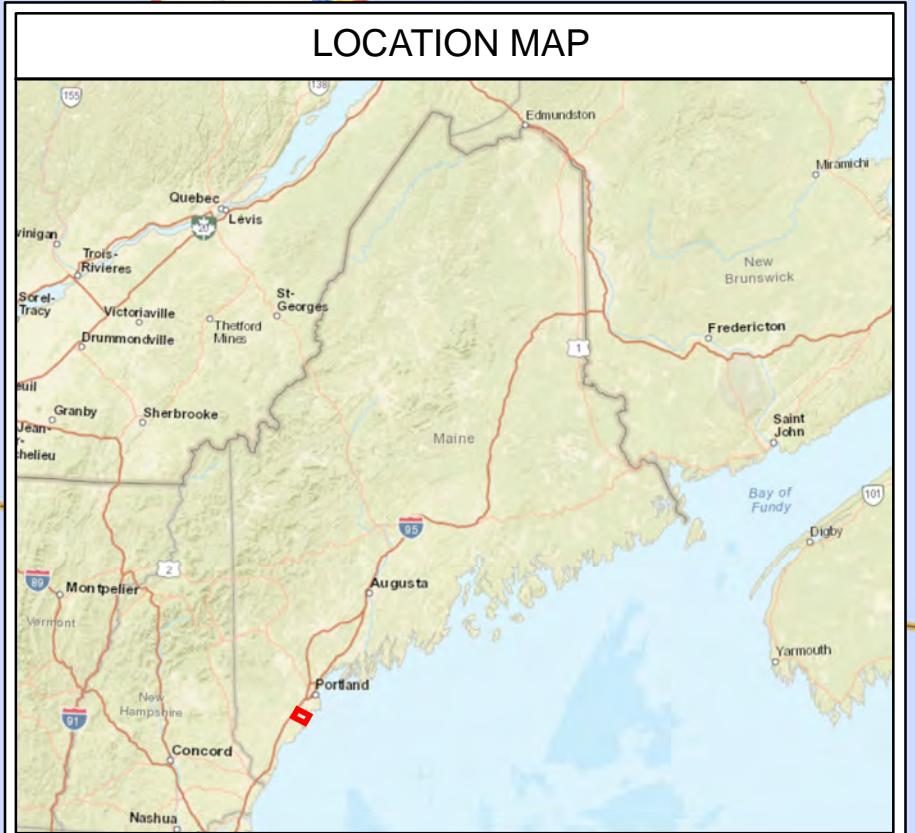 LOCATION MAP
155
138
Edmundston
Miramichi
Quebec
Lévis
20
vinigan
Trois-
Rivieres
New
Brunswick
Sorel-
Tracy
St-
Georges
Victoriaville
Thetford
Mines
Fredericton
Drummondville
1
euil
Granby
Sherbrooke
Jean-
r-
chelieu
Maine
Saint
John
Bay of
Fundy
101
95
Digby
2
89
Montpelier
Augusta
Vermont
Yarmouth
Portland
New
Hampshire
91
Concord
Nashua